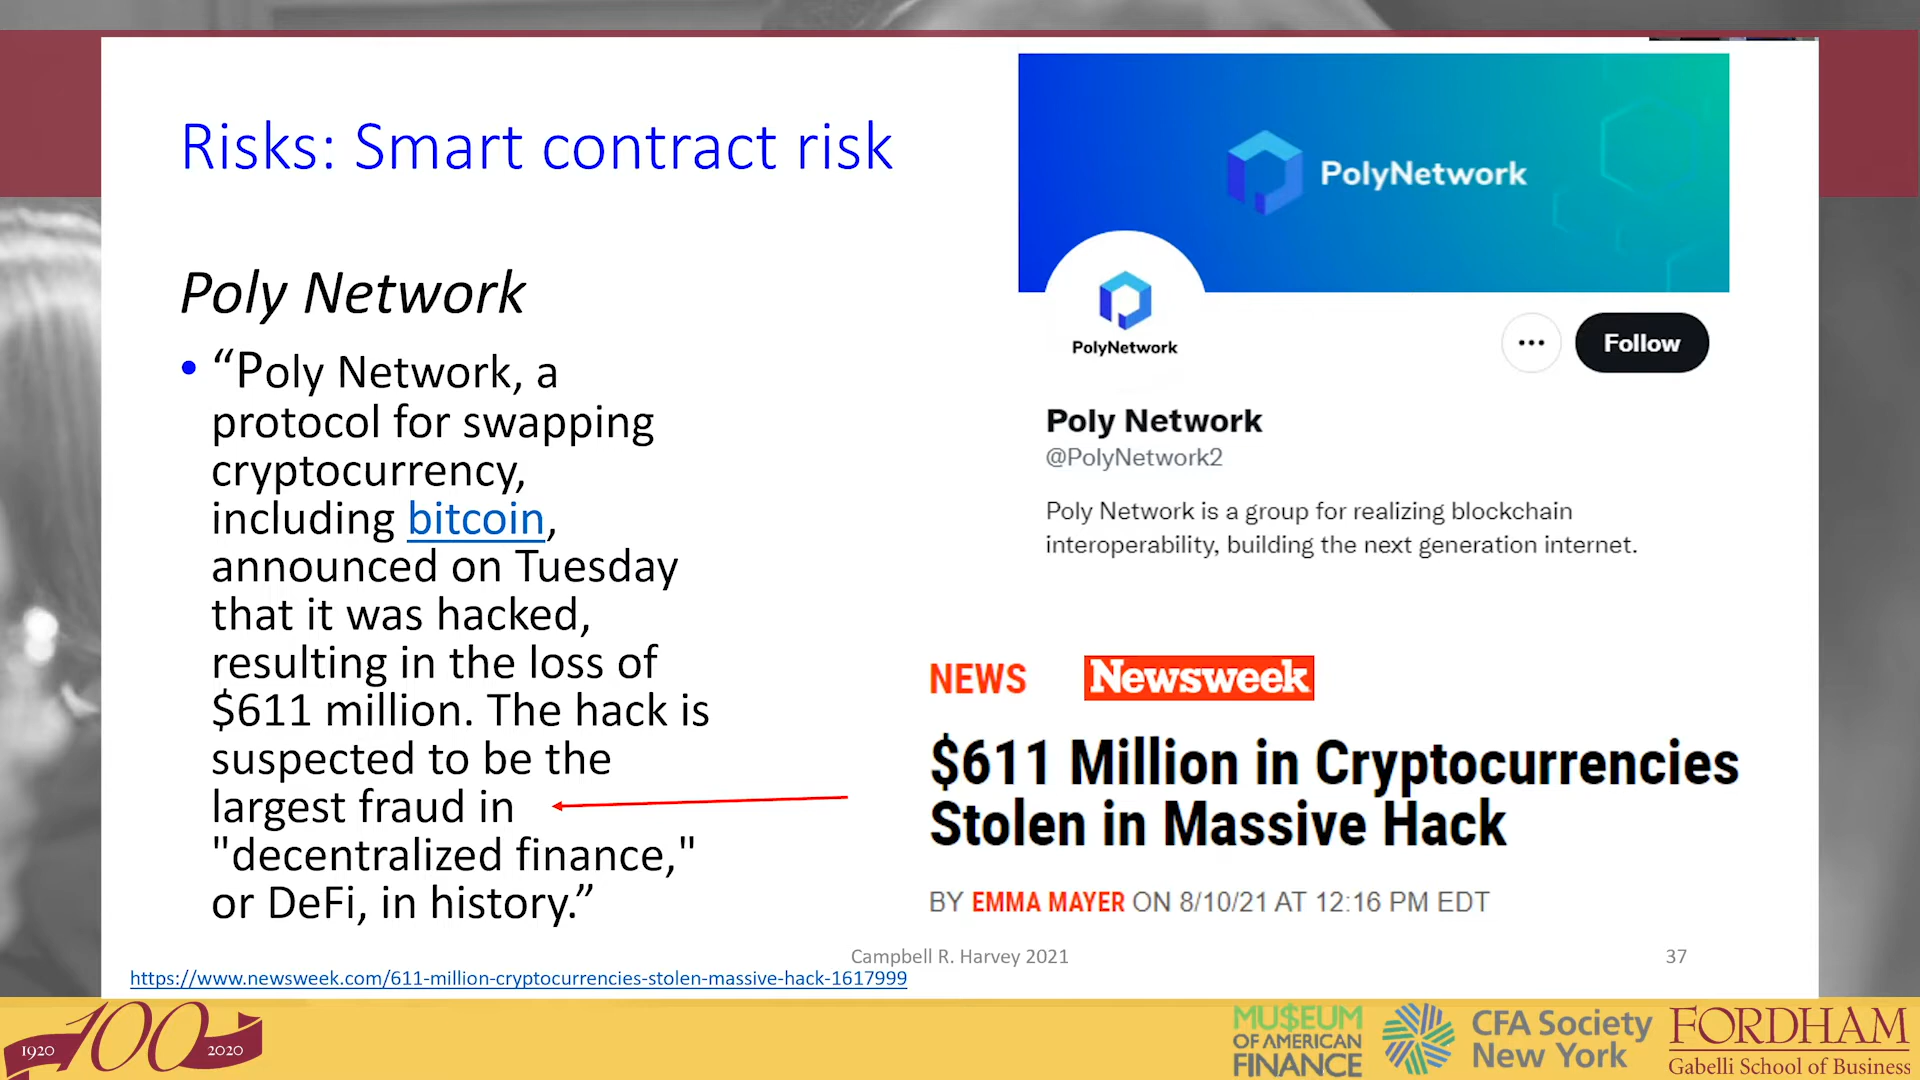 Risks: Smart contract risk
Poly Network
• “Poly Network, a
protocol for swapping
cryptocurrency,
including bitcoin,
announced on Tuesday
that it was hacked,
resulting in the loss of
$611 million. The hack is
suspected to be the
largest fraud in
"decentralized finance,"
or DeFi, in history.”
PolyNetwork
PolyNetwork
Follow
Poly Network
@PolyNetwork2
Poly Network is a group for realizing blockchain
interoperability, building the next generation internet.
NEWS Newsweek
$611 Million in Cryptocurrencies
Stolen in Massive Hack
BY EMMA MAYER ON 8/10/21 AT 12:16 PM EDT
Campbell R. Harvey 2021
37
https://www.newsweek.com/611-million-cryptocurrencies-stolen-massive-hack-1617999
1920 100 2020
MU$EUM
OF AMERICAN
FINANCE
CFA Society
New York
FORDHAM
Gabelli School of Business